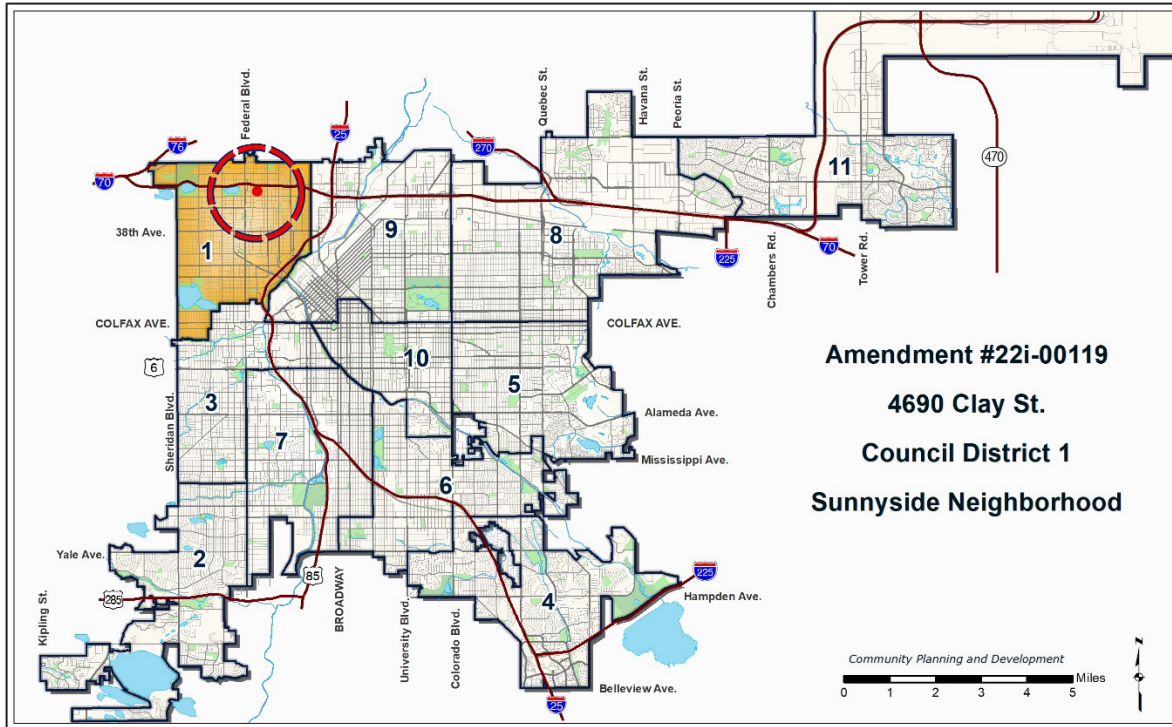 Federal Blvd.
Quebec St.
Havana St.
Peoria St.
25
76
270
70
470
11
9
8
38th Ave.
1
225
70
Chambers Rd.
Tower Rd.
COLFAX AVE.
COLFAX AVE.
6
10
5
3
Sheridan Blvd.
7
Alameda Ave.
Mississippi Ave.
6
Yale Ave.
2
85
BROADWAY
University Blvd.
Colorado Blvd.
4
225
Hampden Ave.
285
Kipling St.
Belleview Ave.
25
Amendment #22i-00119
4690 Clay St.
Council District 1
Sunnyside Neighborhood
Community Planning and Development
0 1 2 3 4 5 Miles
N